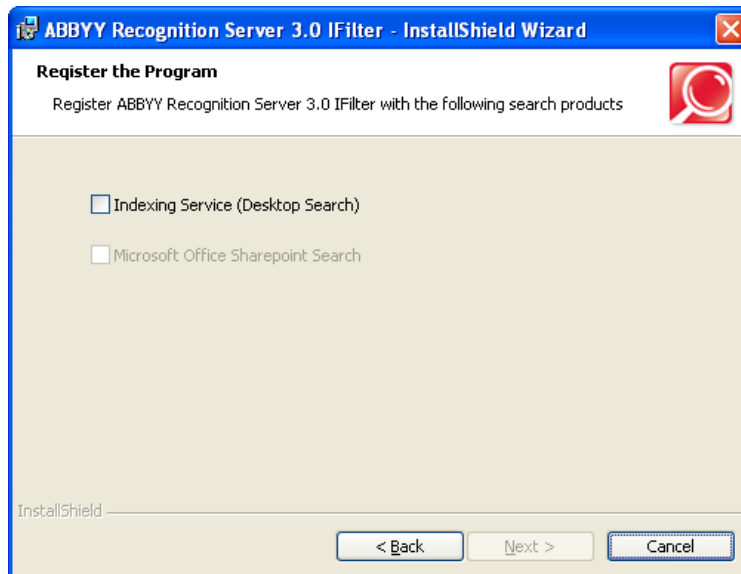 ABBYY Recognition Server 3.0 IFilter - InstallShield Wizard
Register the Program
Register ABBYY Recognition Server 3.0 IFilter with the following search products
Indexing Service (Desktop Search)
Microsoft Office Sharepoint Search
InstallShield
< Back Next > Cancel